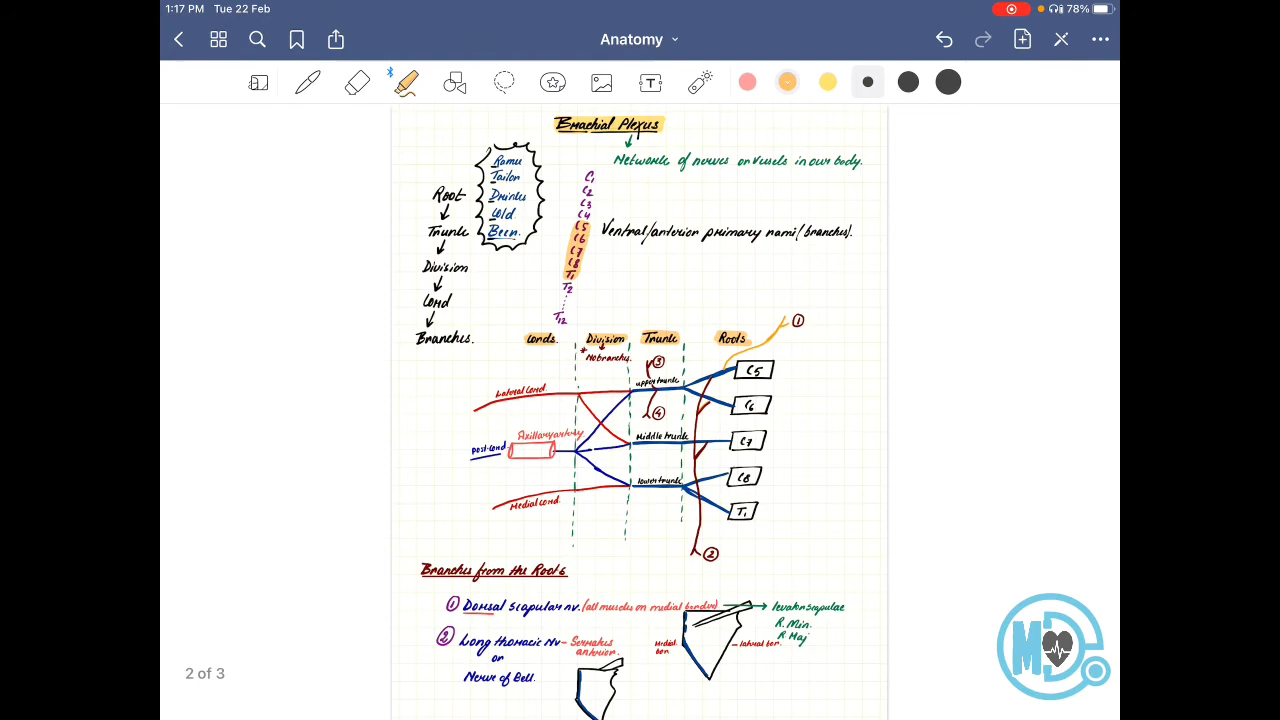 1:17 PM Tue 22 Feb
78%
Anatomy
Brachial Plexus
Network of nerves or vessels in our body.
Ramu
Tailor
Drinks
Cold
Beer.
Root
Trunk
Division
Cord
Branches.
C1
C2
C3
C4
C5
C6
C7
C8
T1
T2
T12
Ventral/anterior primary rami (branches).
Cords.
Division
Trunk
Roots
*No branchs.
1
3
upper trunk
4
C5
C6
Lateral Cord
Axillary artery
Middle trunk
C7
post-cord
lower trunk
C8
Medial cord
T1
2
Branches from the Roots
1 Dorsal scapular nv. (all muscles on medial border)
levator scapulae
R. Min.
R. Maj
2 Long thoracic Nv - Serratus anterior.
or
Nerve of Bell.
Medial bor.
lateral bor.
2 of 3
M